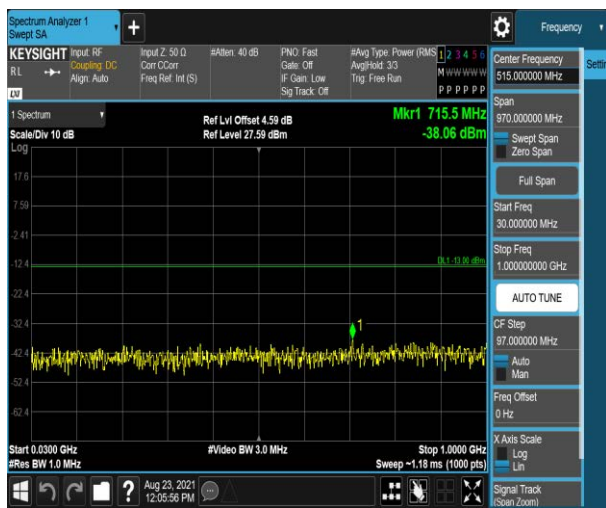 Spectrum Analyzer 1
Swept SA
Frequency
KEYSIGHT
RL
LXI
Input: RF
Coupling: DC
Align: Auto
Input Z: 50 Ω
Corr CCorr
Freq Ref: Int (S)
#Atten: 40 dB
PNO: Fast
Gate: Off
IF Gain: Low
Sig Track: Off
#Avg Type: Power (RMS
Avg|Hold: 3/3
Trig: Free Run
1 2 3 4 5 6
M W W W W W
P P P P P P
Center Frequency
515.000000 MHz
Settin
Span
970.000000 MHz
Swept Span
Zero Span
Full Span
Start Freq
30.000000 MHz
Stop Freq
1.000000000 GHz
AUTO TUNE
CF Step
97.000000 MHz
Auto
Man
Freq Offset
0 Hz
X Axis Scale
Log
Lin
Signal Track
(Span Zoom)
1 Spectrum
Scale/Div 10 dB
Log
Ref Lvl Offset 4.59 dB
Ref Level 27.59 dBm
Mkr1 715.5 MHz
-38.06 dBm
17.6
7.59
-2.41
-12.4
DL1 -13.00 dBm
-22.4
-32.4
1
-42.4
-52.4
-62.4
Start 0.0300 GHz
#Res BW 1.0 MHz
#Video BW 3.0 MHz
Stop 1.0000 GHz
Sweep ~1.18 ms (1000 pts)
?
Aug 23, 2021
12:05:56 PM